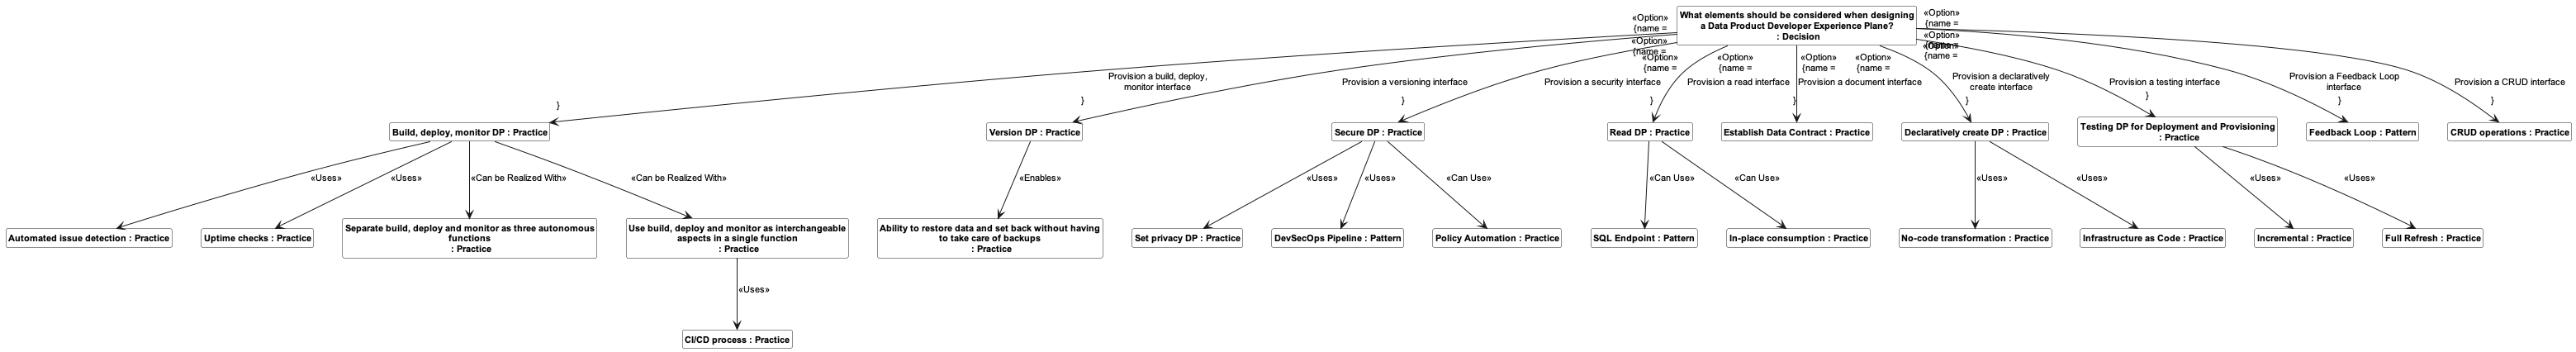 What elements should be considered when designing
a Data Product Developer Experience Plane?
: Decision
«Option»
{name =
«Option»
{name =
«Option»
{name =
«Option»
{name =
«Option»
{name =
«Option»
{name =
«Option»
{name =
«Option»
{name =
«Option»
{name =
Provision a build, deploy,
monitor interface
}
Provision a versioning interface
}
Provision a security interface
}
Provision a read interface
}
Provision a document interface
}
Provision a declaratively
create interface
}
Provision a testing interface
}
Provision a Feedback Loop
interface
}
Provision a CRUD interface
}
Build, deploy, monitor DP : Practice
Version DP : Practice
Secure DP : Practice
Read DP : Practice
Establish Data Contract : Practice
Declaratively create DP : Practice
Testing DP for Deployment and Provisioning
: Practice
Feedback Loop : Pattern
CRUD operations : Practice
«Uses»
«Uses»
«Can be Realized With»
«Can be Realized With»
«Enables»
«Uses»
«Uses»
«Can Use»
«Can Use»
«Can Use»
«Uses»
«Uses»
«Uses»
«Uses»
Automated issue detection : Practice
Uptime checks : Practice
Separate build, deploy and monitor as three autonomous
functions
: Practice
Use build, deploy and monitor as interchangeable
aspects in a single function
: Practice
Ability to restore data and set back without having
to take care of backups
: Practice
Set privacy DP : Practice
DevSecOps Pipeline : Pattern
Policy Automation : Practice
SQL Endpoint : Pattern
In-place consumption : Practice
No-code transformation : Practice
Infrastructure as Code : Practice
Incremental : Practice
Full Refresh : Practice
«Uses»
CI/CD process : Practice